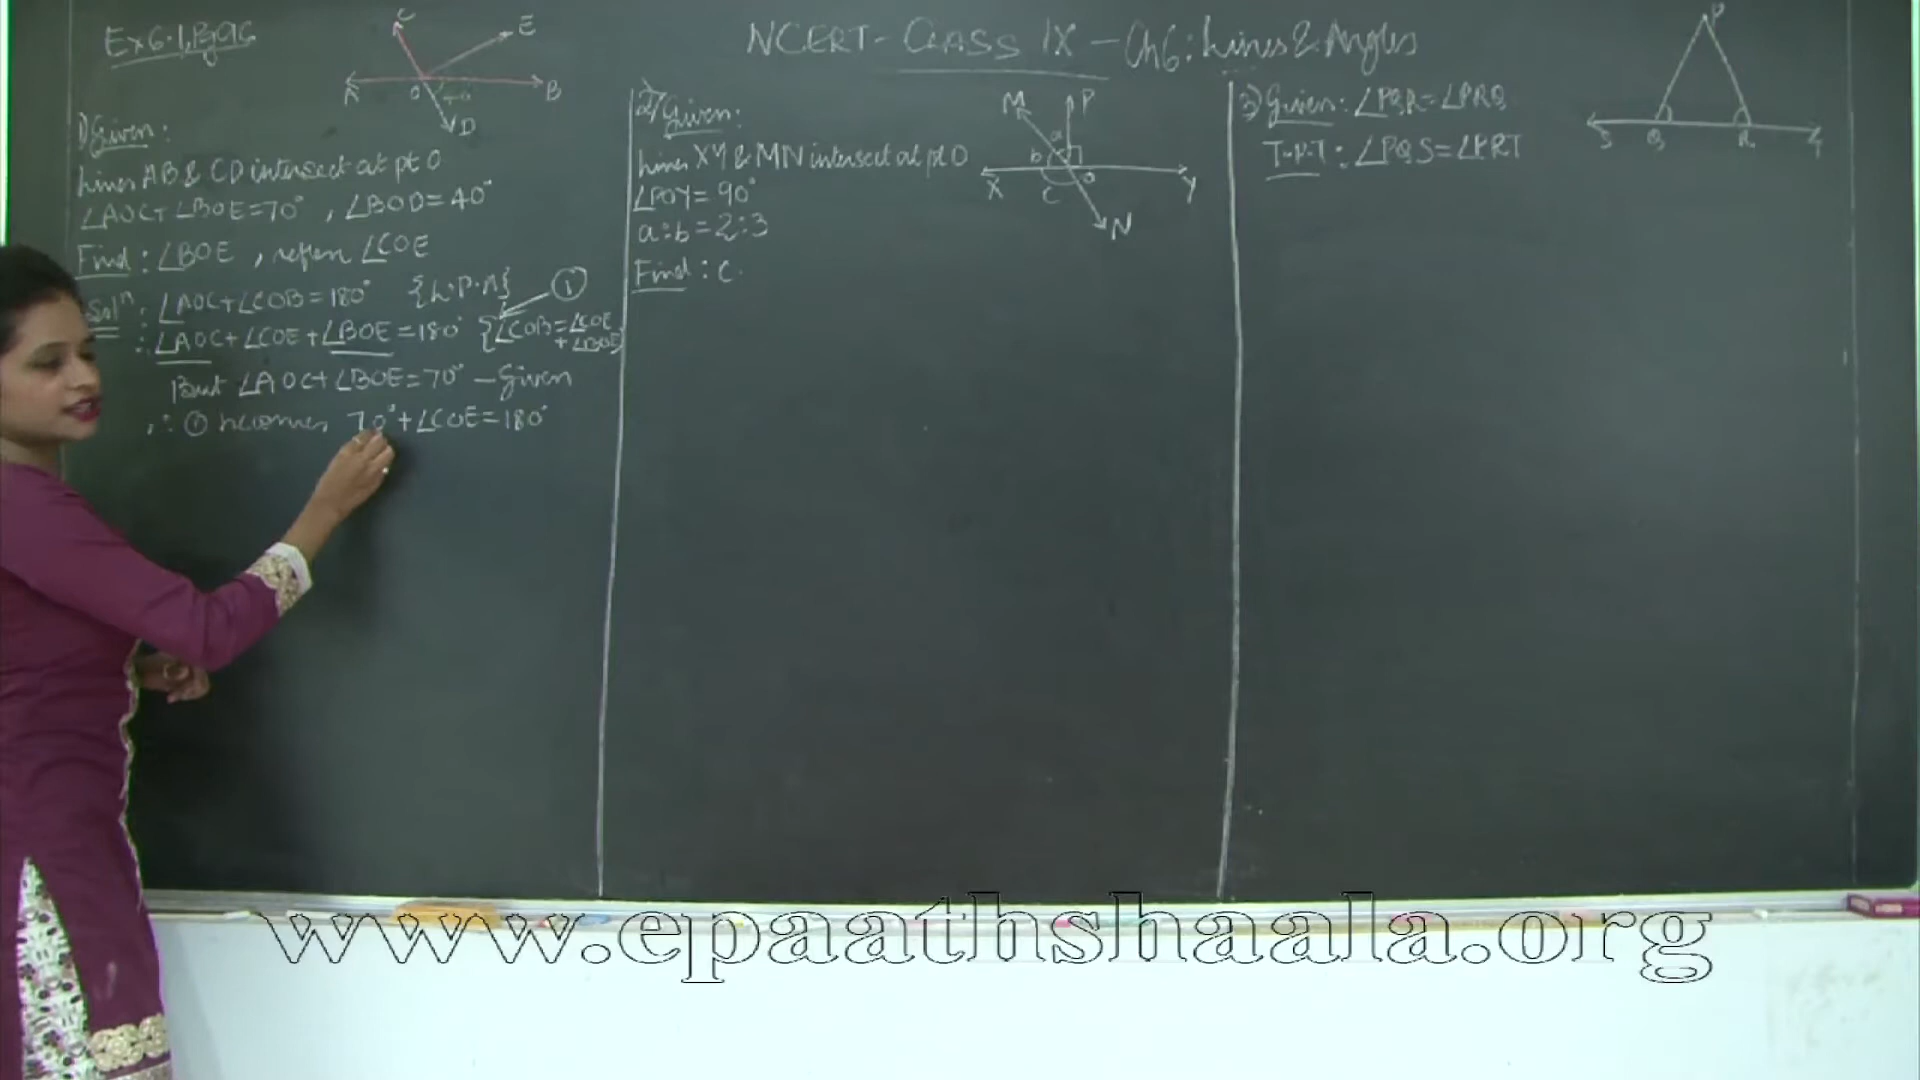 Ex 6.1, Pg 96
NCERT - CLASS IX - Ch 6: Lines & Angles
C
E
A
O
40°
B
D
1) Given:
Lines AB & CD intersect at pt O
∠AOC+∠BOE=70°, ∠BOD=40°
Find: ∠BOE, reflex ∠COE
Solⁿ: ∠AOC+∠COB=180° {L.P.A}
∴ ∠AOC+∠COE+∠BOE=180° {∠COB=∠COE
+∠BOE}
①
But ∠AOC+∠BOE=70° - Given
∴ ① becomes 70°+∠COE=180°
2) Given:
Lines XY & MN intersect at pt O
∠POY=90°
a:b=2:3
Find: c.
M
P
a
b
X
c
O
Y
N
3) Given: ∠PQR=∠PRQ
T.P.T: ∠PQS=∠PRT
P
S
Q
R
T
www.epaathshaala.org